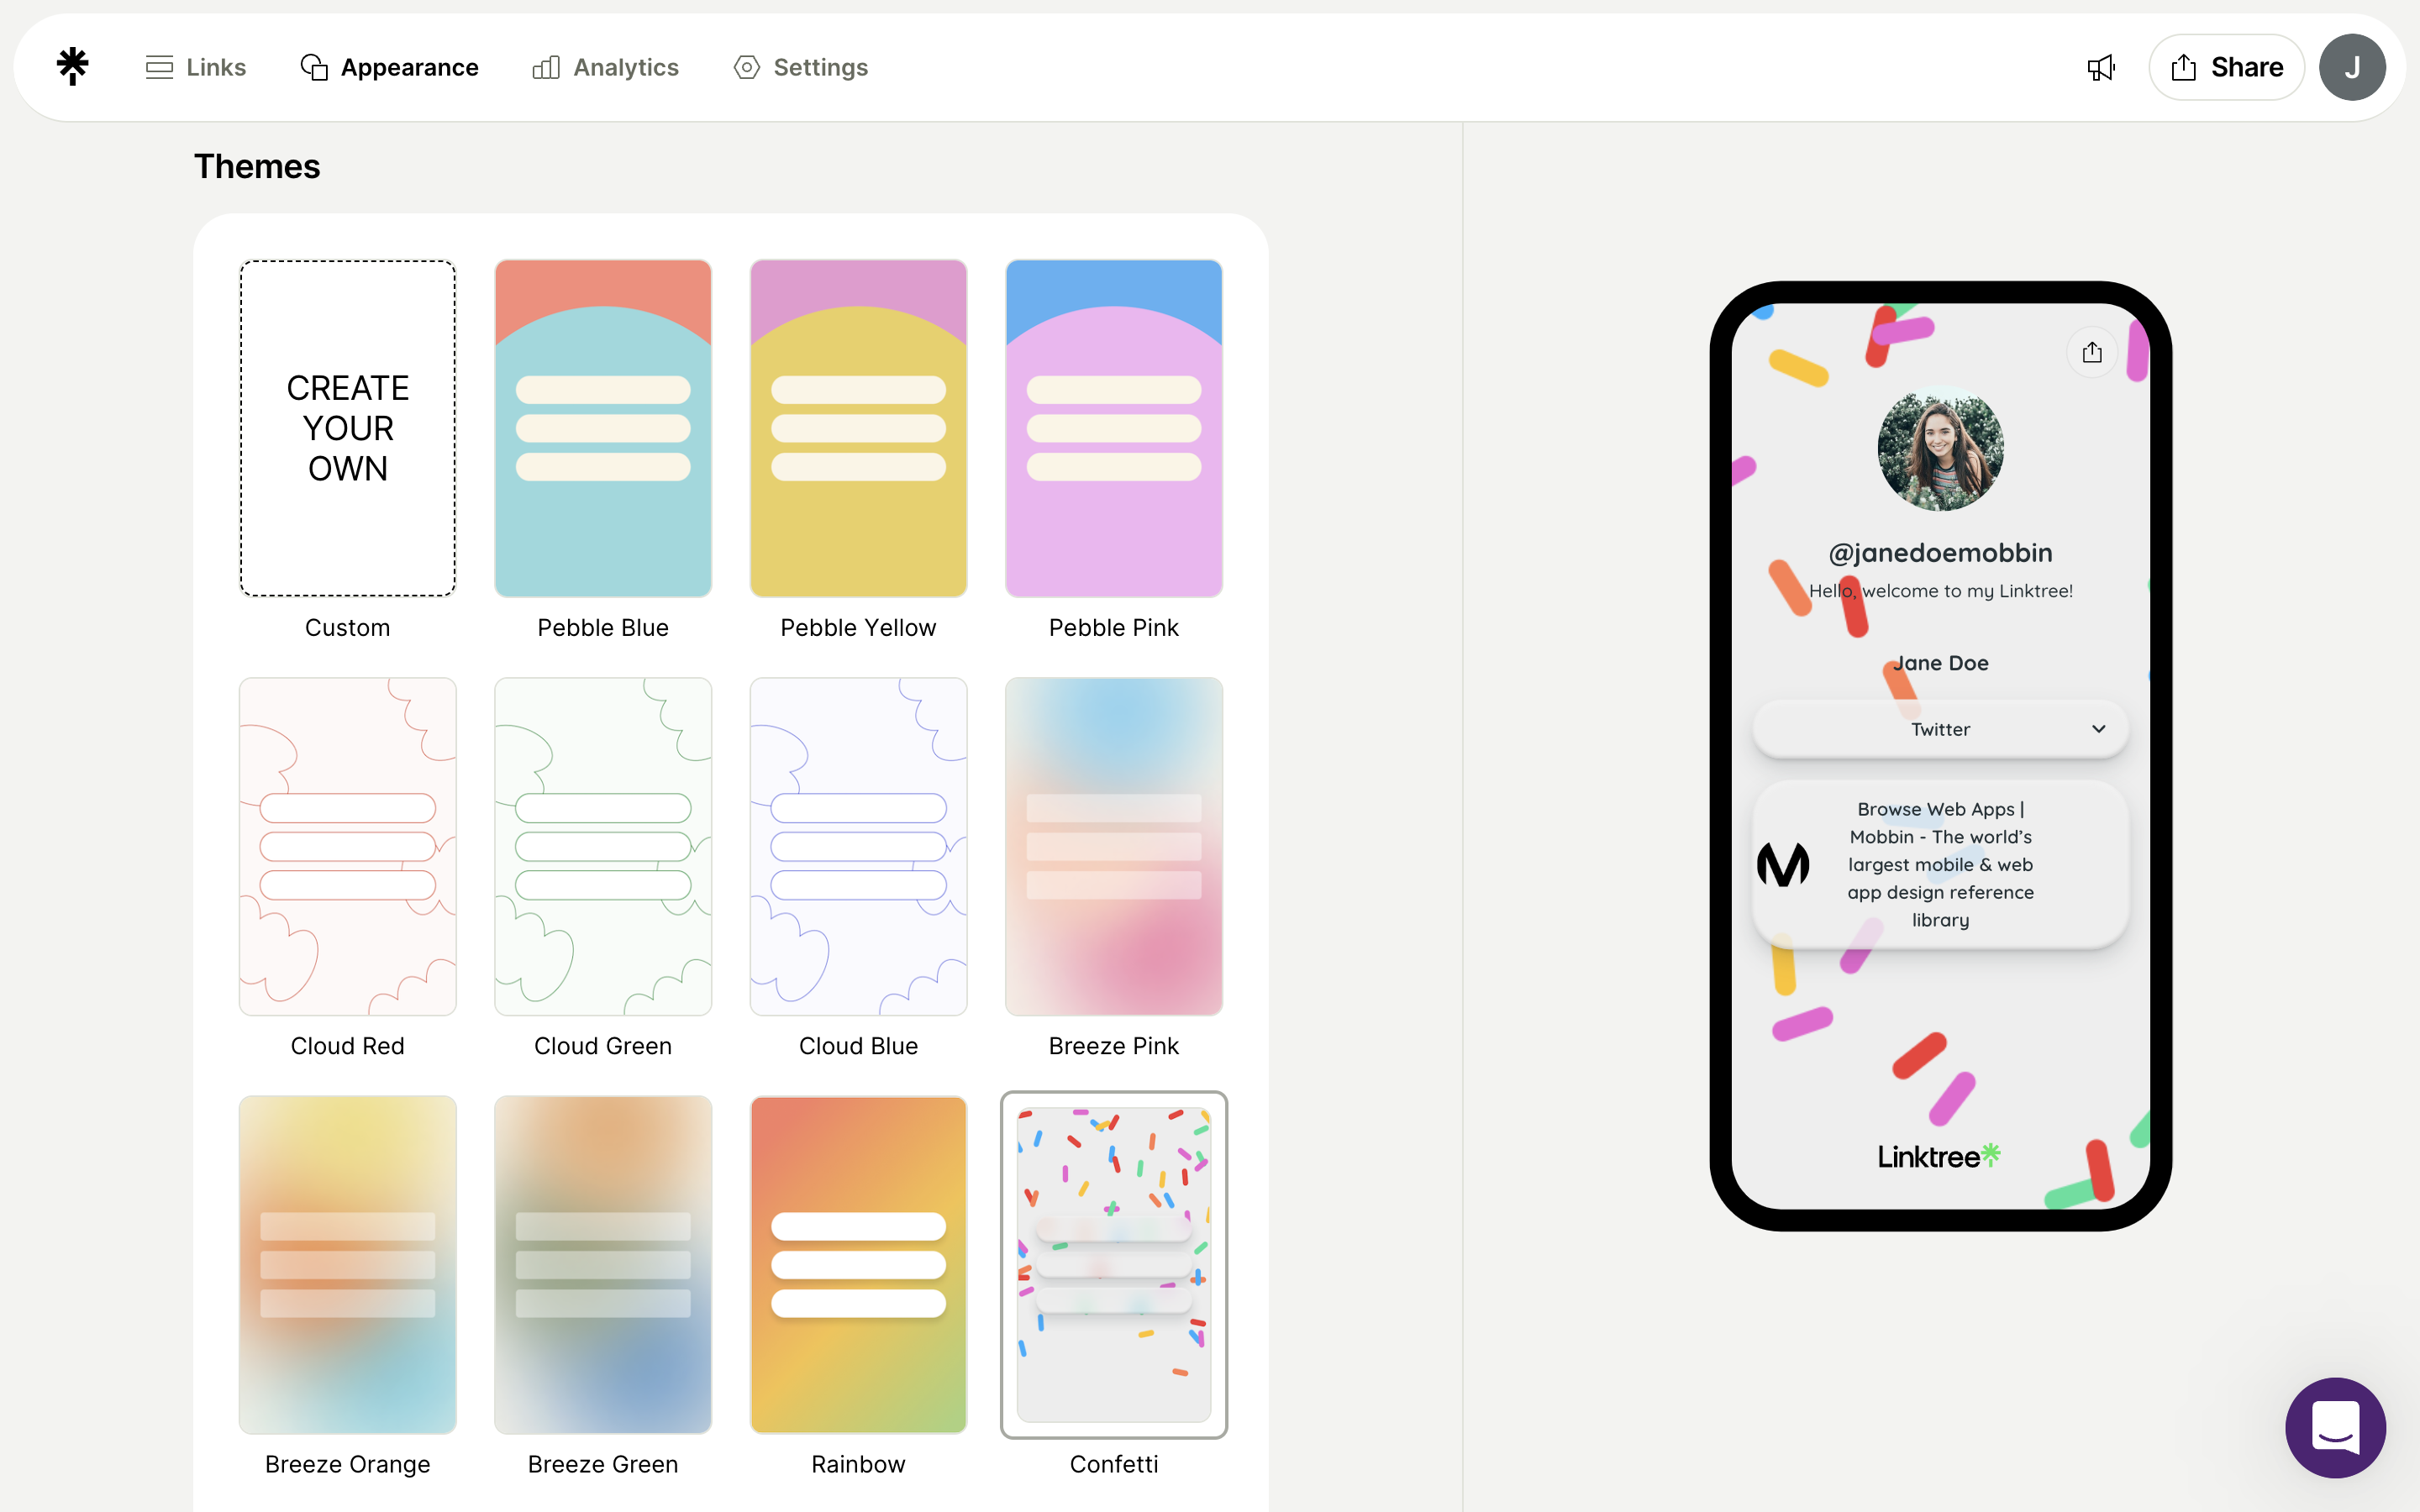 Links
Appearance
Analytics
Settings
Share
J
Themes
CREATE
YOUR
OWN
Custom
Pebble Blue
Pebble Yellow
Pebble Pink
Cloud Red
Cloud Green
Cloud Blue
Breeze Pink
Breeze Orange
Breeze Green
Rainbow
Confetti
@janedoemobbin
Hello, welcome to my Linktree!
Jane Doe
Twitter
Browse Web Apps |
Mobbin - The world’s
largest mobile & web
app design reference
library
Linktree